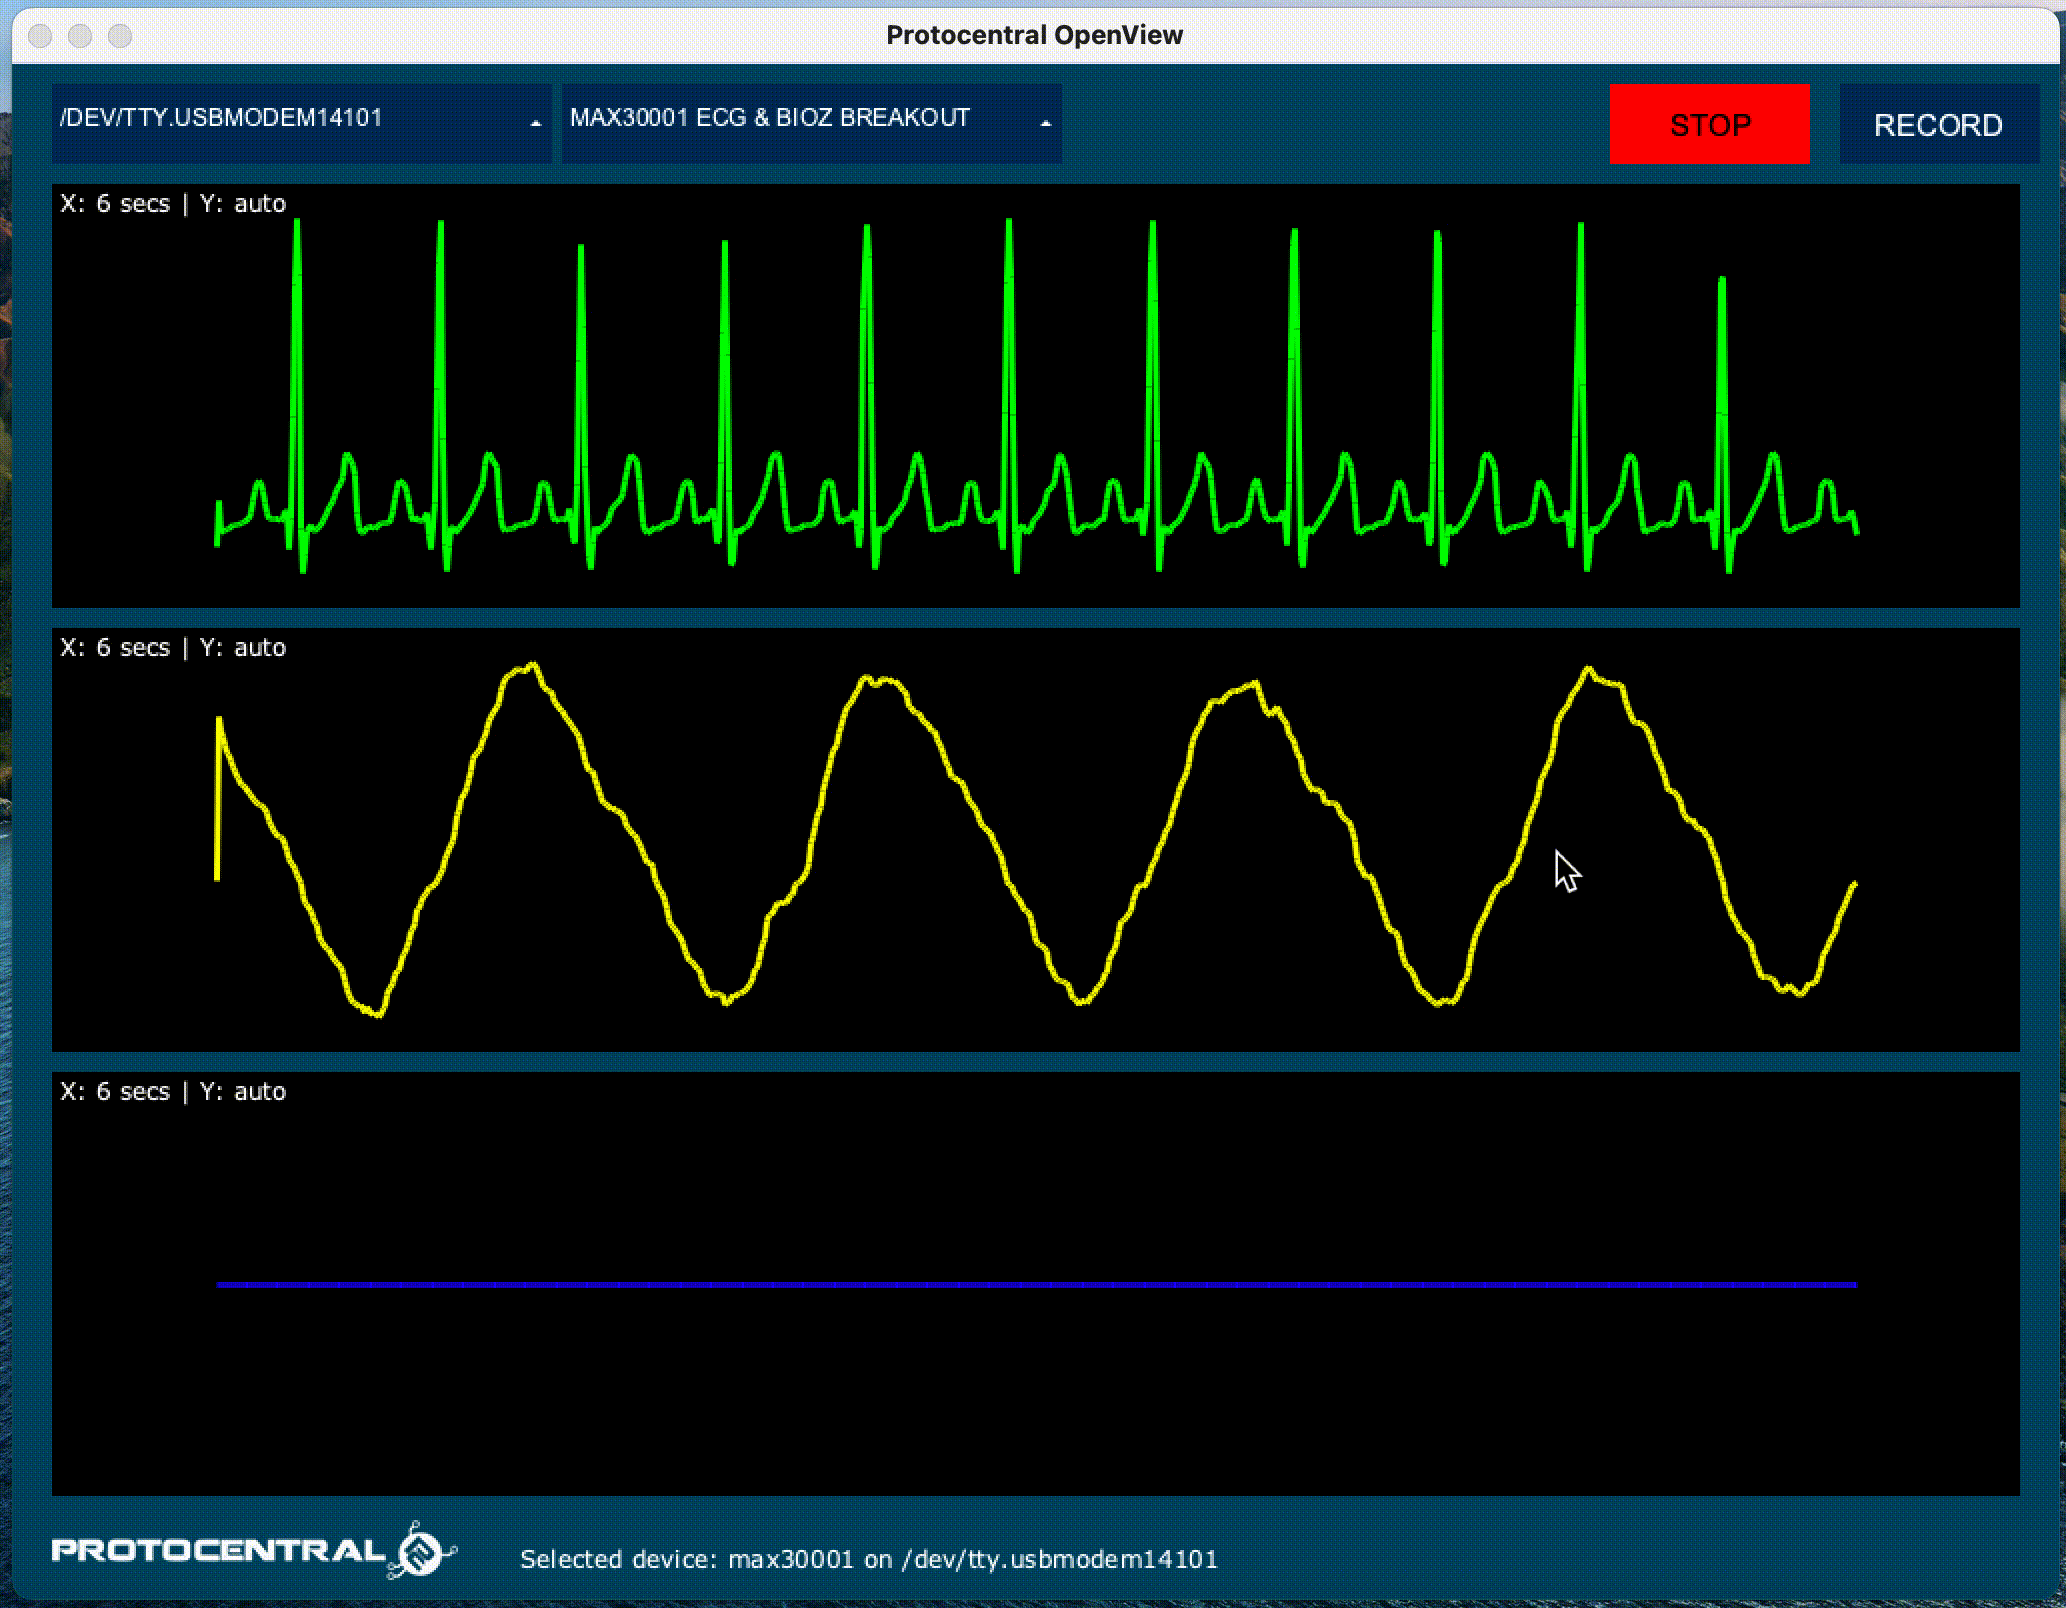 Protocentral OpenView
/DEV/TTY.USBMODEM14101
MAX30001 ECG & BIOZ BREAKOUT
STOP
RECORD
X: 6 secs | Y: auto
X: 6 secs | Y: auto
X: 6 secs | Y: auto
PROTOCENTRAL
Selected device: max30001 on /dev/tty.usbmodem14101